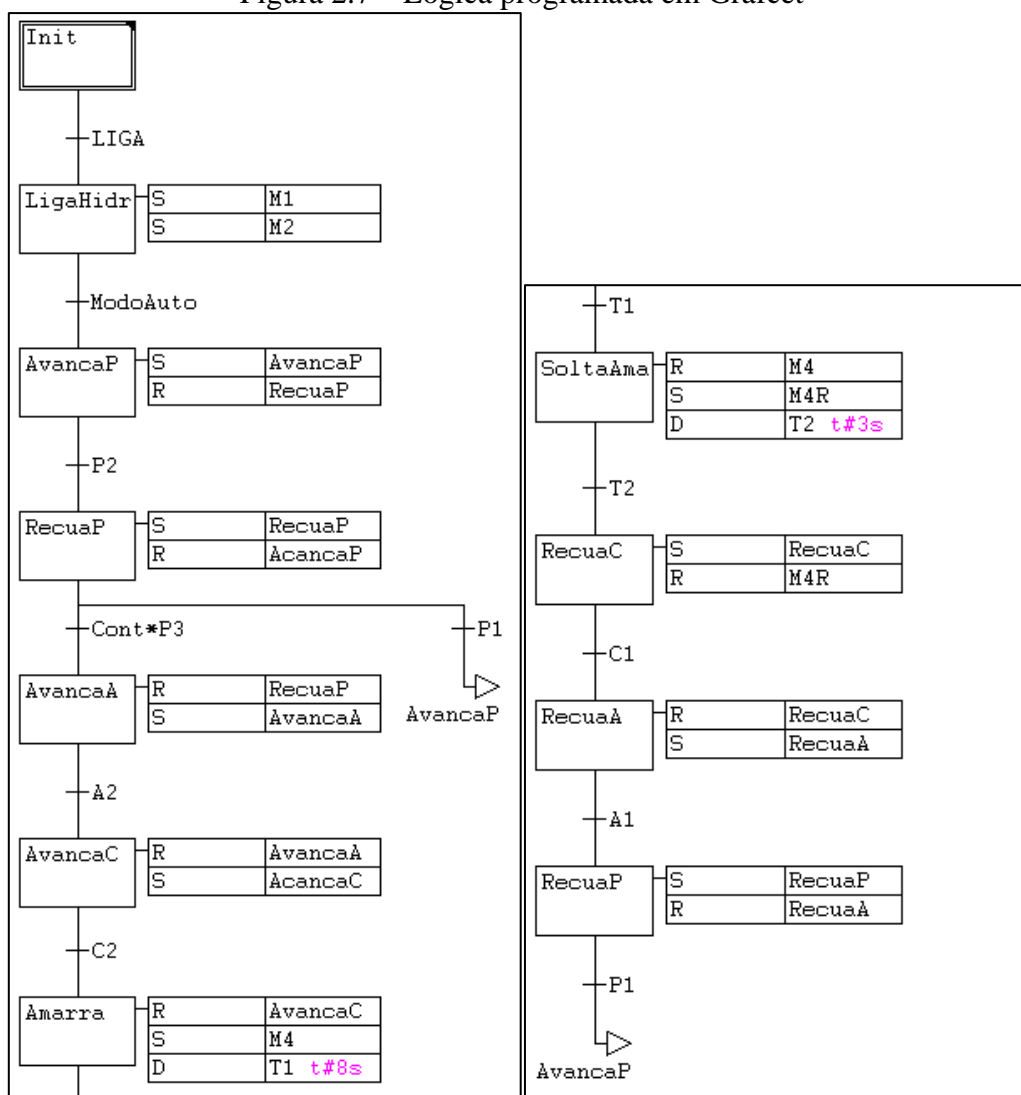 Figura 2.7 – Lógica programada em Grafcet
Init
LIGA
LigaHidr S M1
S M2
ModoAuto
AvancaP S AvancaP
R RecuaP
P2
RecuaP S RecuaP
R AcancaP
Cont*P3 P1
AvancaA R RecuaP
S AvancaA AvancaP
A2
AvancaC R AvancaA
S AcancaC
C2
Amarra R AvancaC
S M4
D T1 t#8s
T1
SoltaAma R M4
S M4R
D T2 t#3s
T2
RecuaC S RecuaC
R M4R
C1
RecuaA R RecuaC
S RecuaA
A1
RecuaP S RecuaP
R RecuaA
P1
AvancaP